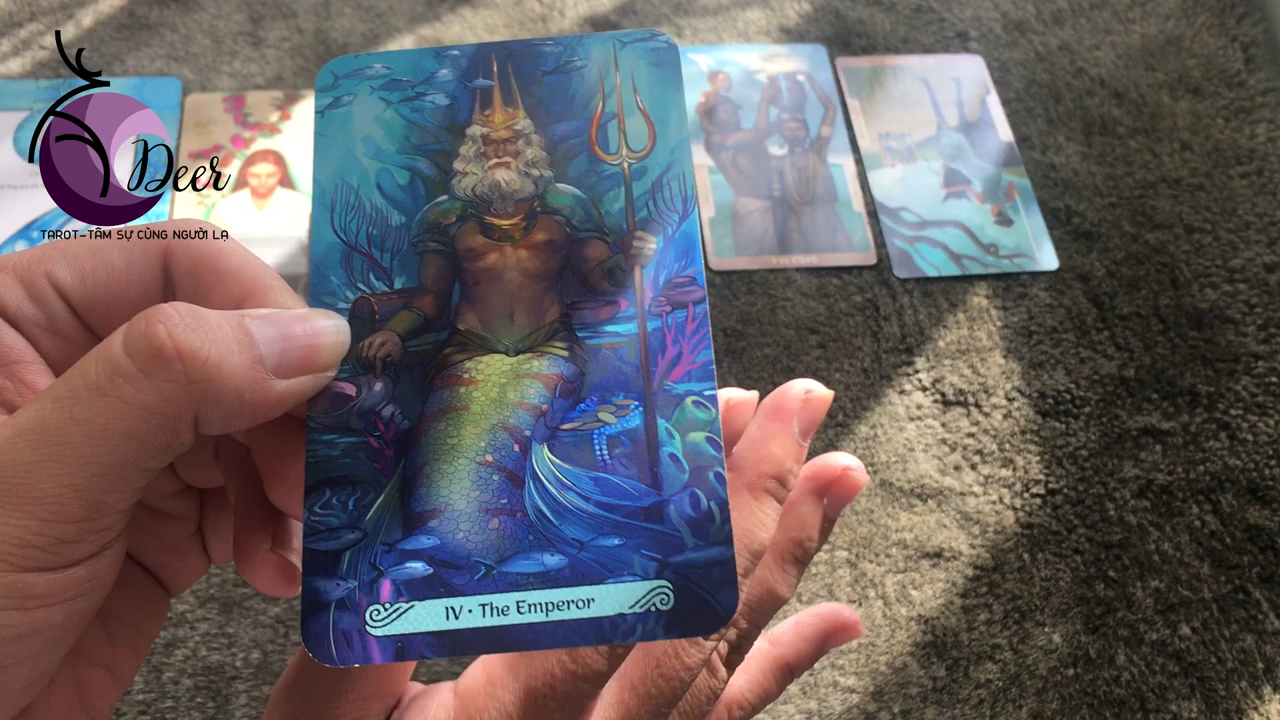 Deer
TAROT-TÂM SỰ CÙNG NGƯỜI LẠ
IV • The Emperor